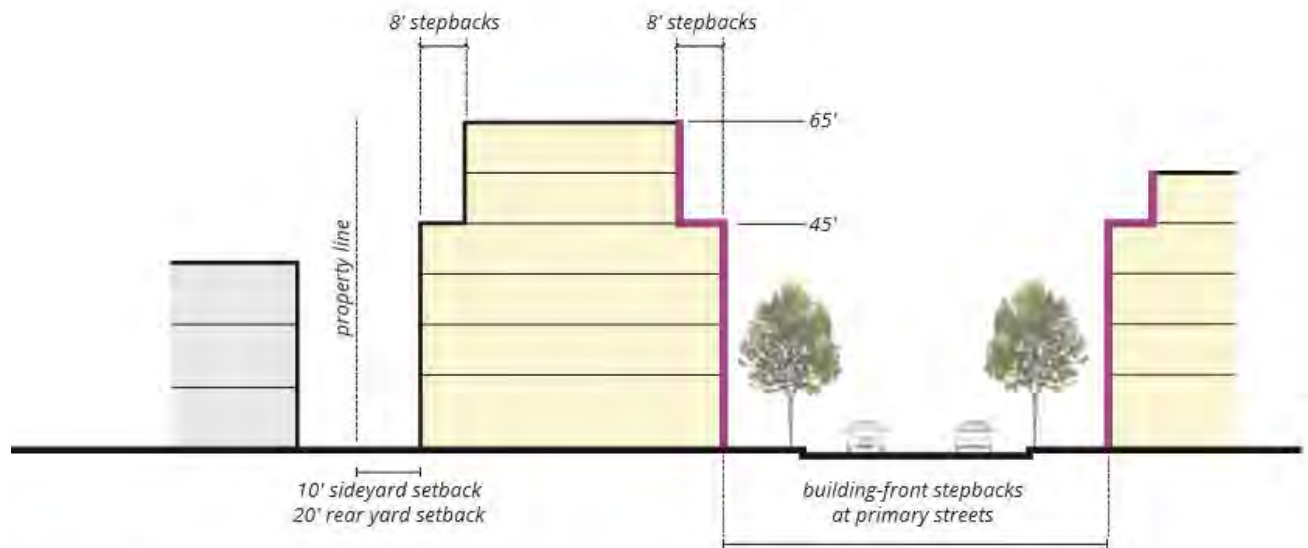 8' stepbacks
8' stepbacks
65'
45'
property line
10' sideyard setback
20' rear yard setback
building-front stepbacks
at primary streets